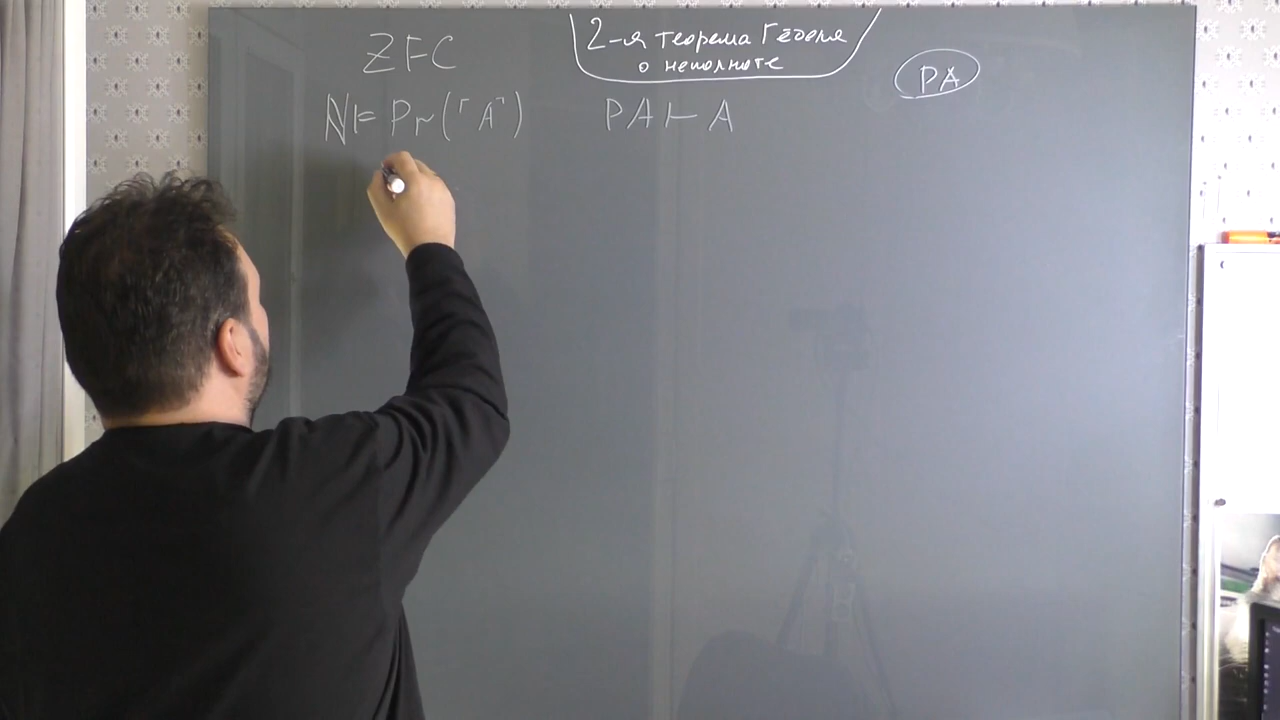 ZFC
2-я теорема Гёделя
о неполноте
PA
ℕ ⊨ Pr(⌜A⌝) PA ⊢ A